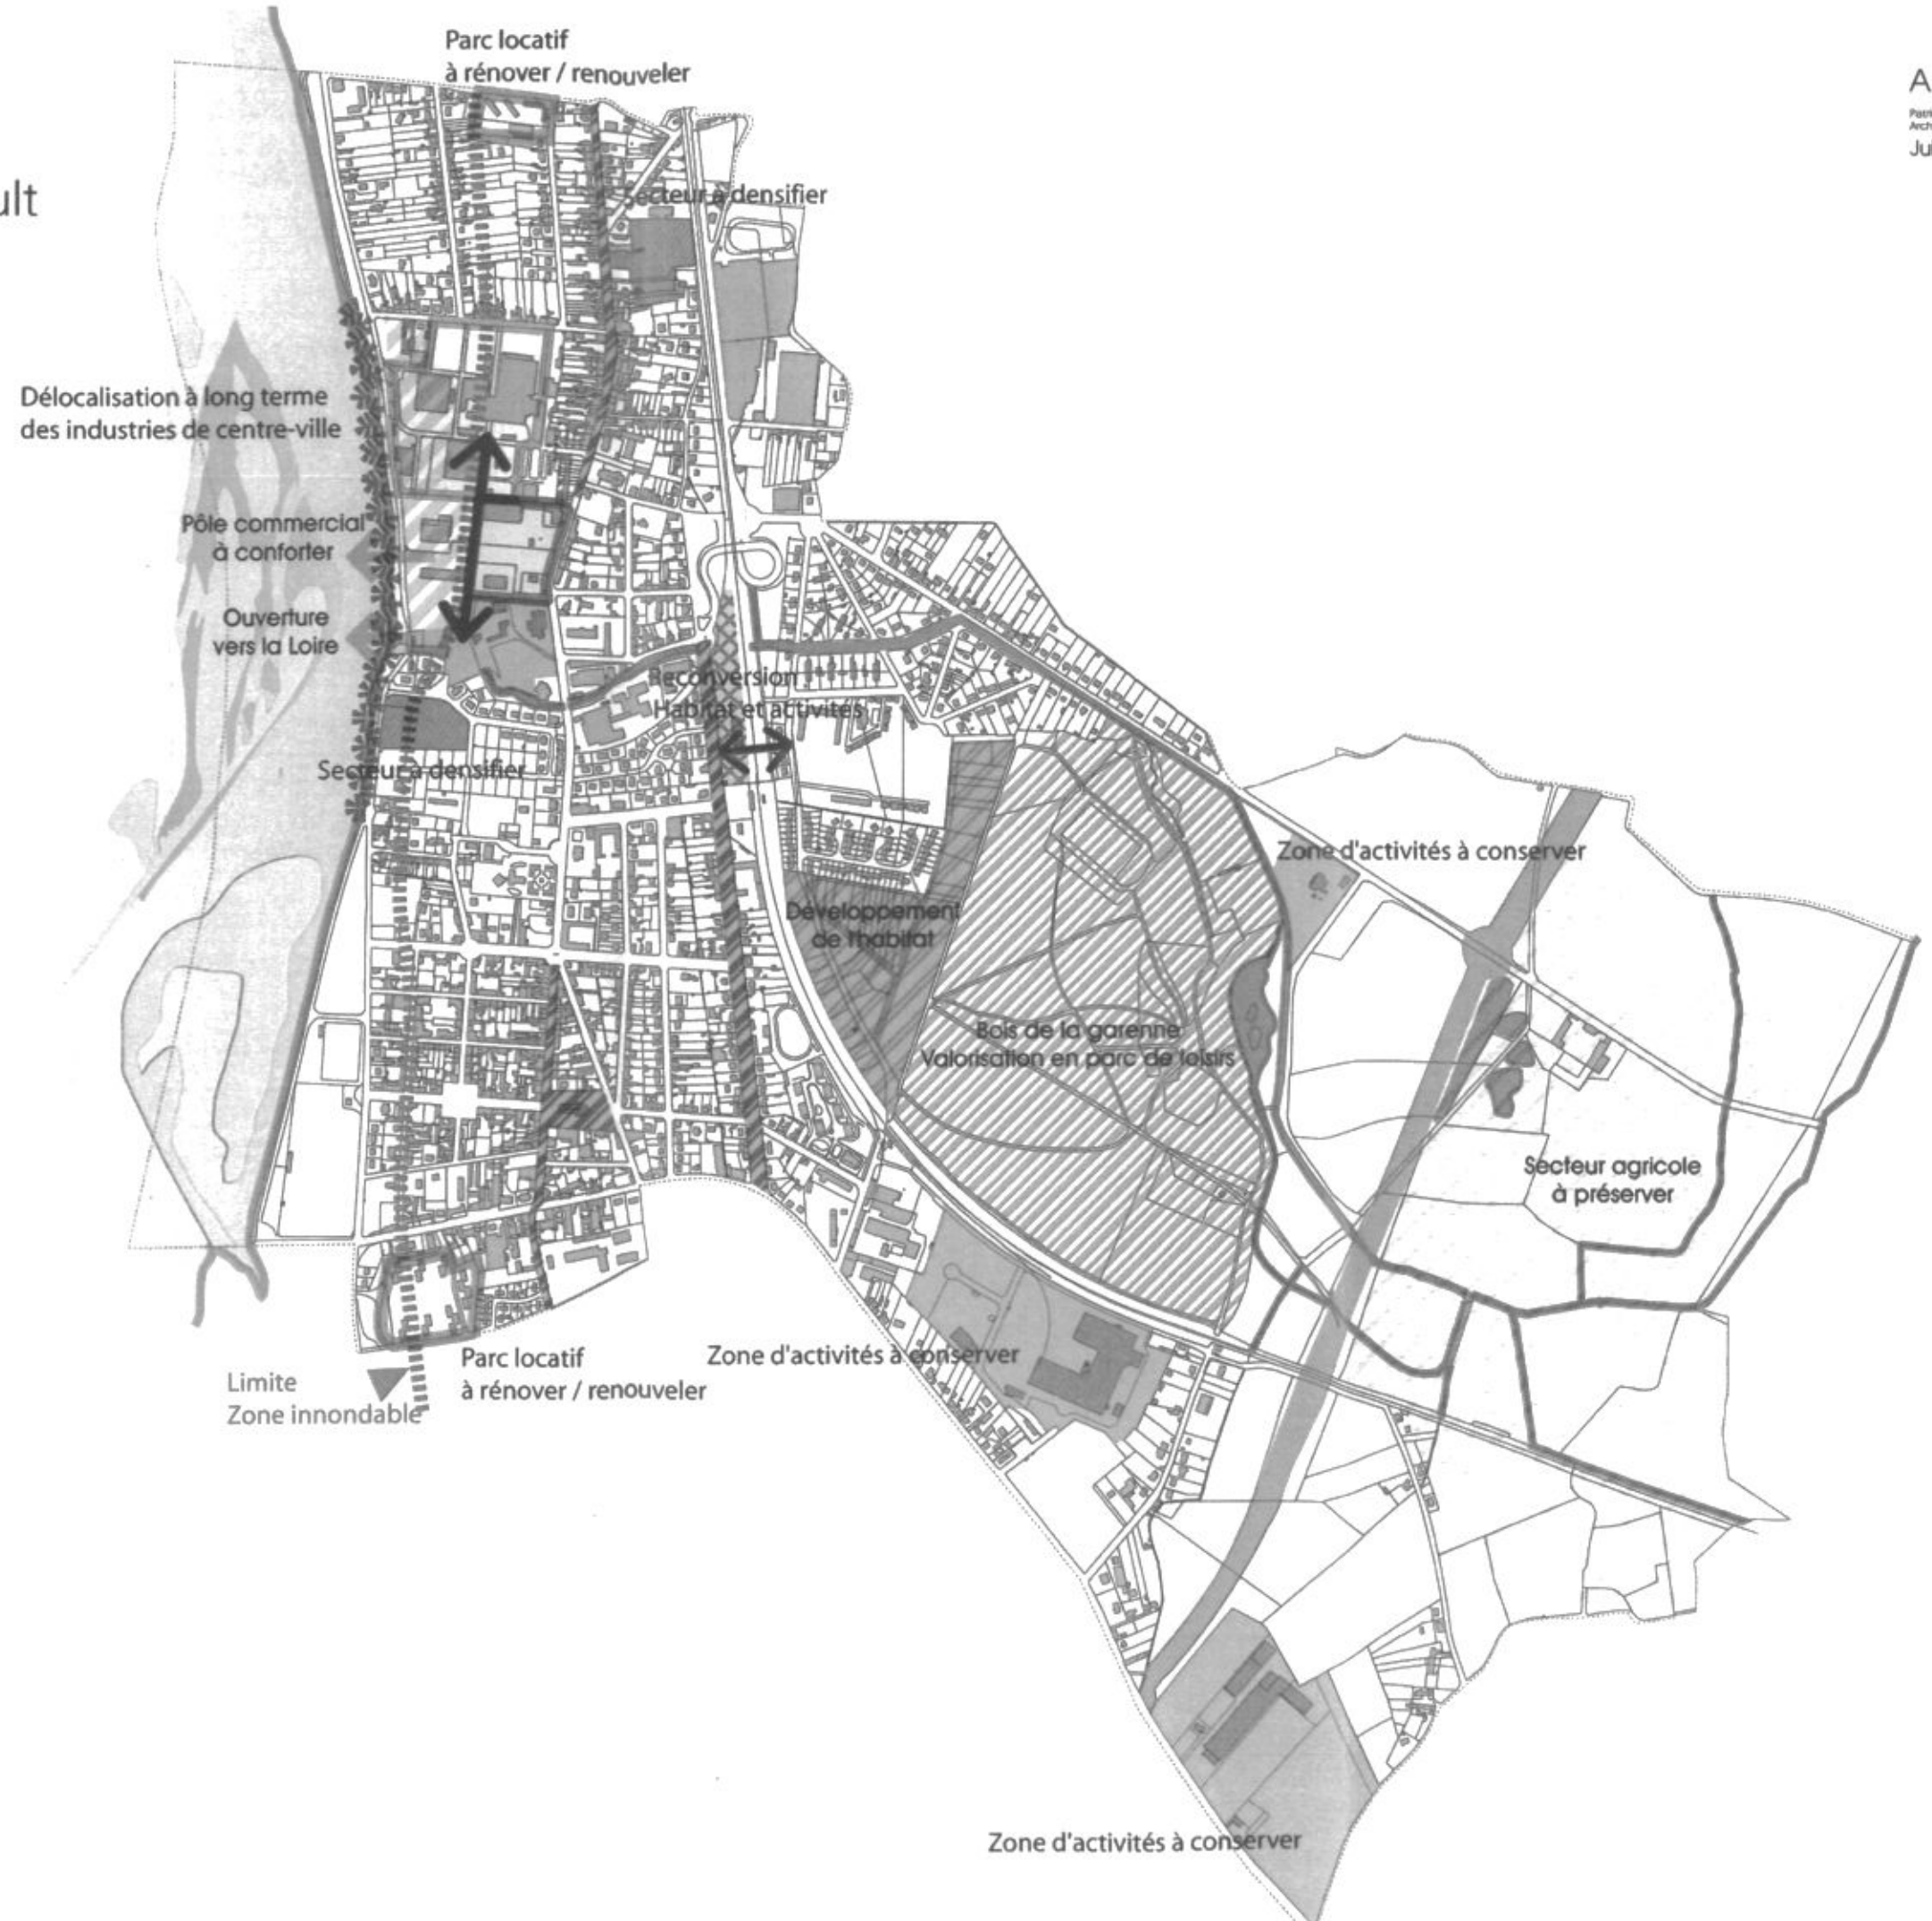 Parc locatif
à rénover / renouveler
ult
Secteur à densifier
Délocalisation à long terme
des industries de centre-ville
Pôle commercial
à conforter
Ouverture
vers la Loire
Reconversion
Habitat et activités
Secteur à densifier
Zone d'activités à conserver
Développement
de l'habitat
Bois de la garenne
Valorisation en parc de loisirs
Secteur agricole
à préserver
Parc locatif
à rénover / renouveler
Zone d'activités à conserver
Limite
Zone innondable
Zone d'activités à conserver